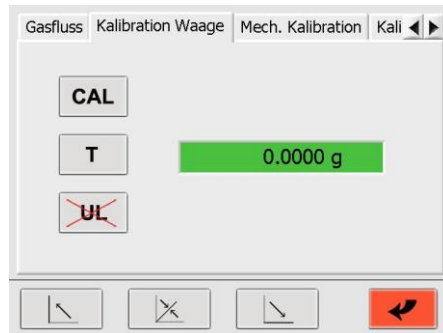 Gasfluss Kalibration Waage Mech. Kalibration Kali
CAL
T
0.0000 g
UL